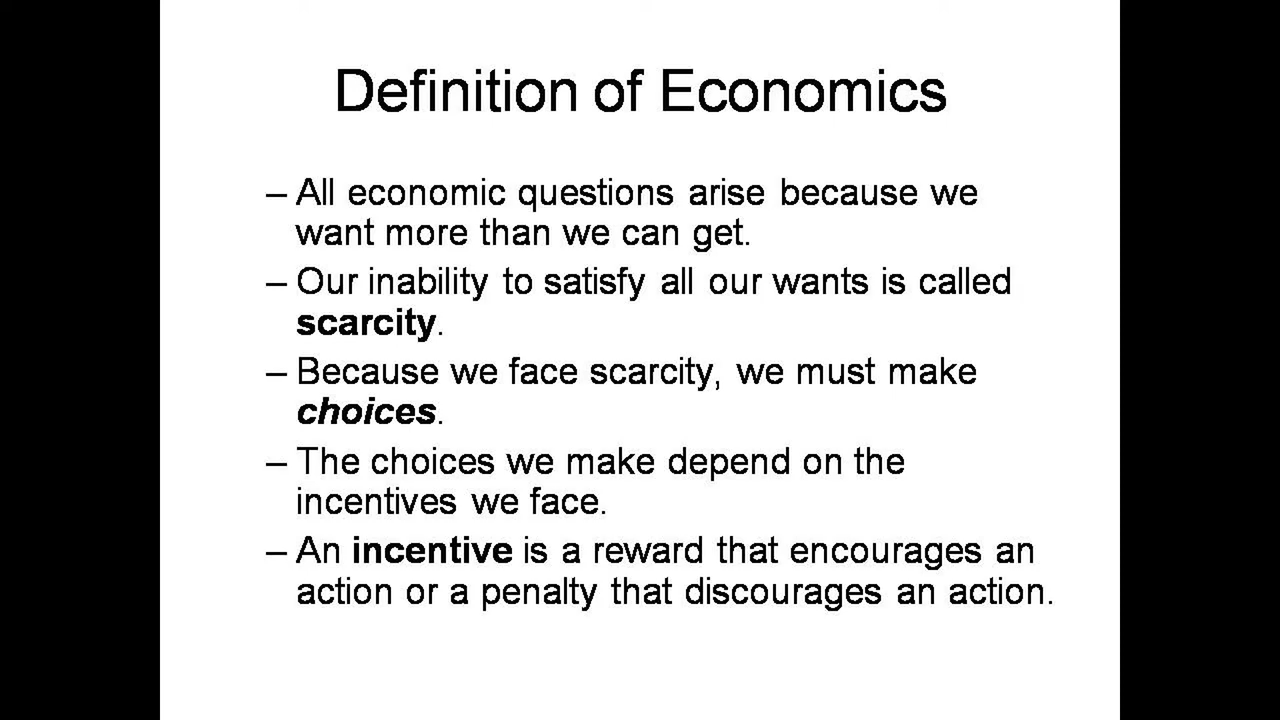 Definition of Economics
– All economic questions arise because we
want more than we can get.
– Our inability to satisfy all our wants is called
scarcity.
– Because we face scarcity, we must make
choices.
– The choices we make depend on the
incentives we face.
– An incentive is a reward that encourages an
action or a penalty that discourages an action.